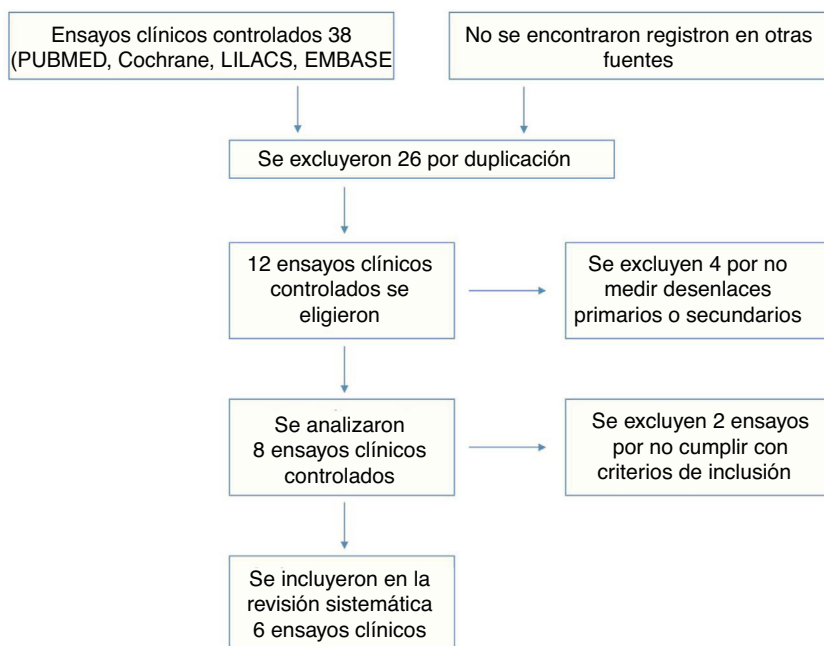 Ensayos clínicos controlados 38
(PUBMED, Cochrane, LILACS, EMBASE
No se encontraron registron en otras
fuentes
Se excluyeron 26 por duplicación
12 ensayos clínicos
controlados se
eligieron
Se excluyen 4 por no
medir desenlaces
primarios o secundarios
Se analizaron
8 ensayos clínicos
controlados
Se excluyen 2 ensayos
por no cumplir con
criterios de inclusión
Se incluyeron en la
revisión sistemática
6 ensayos clínicos